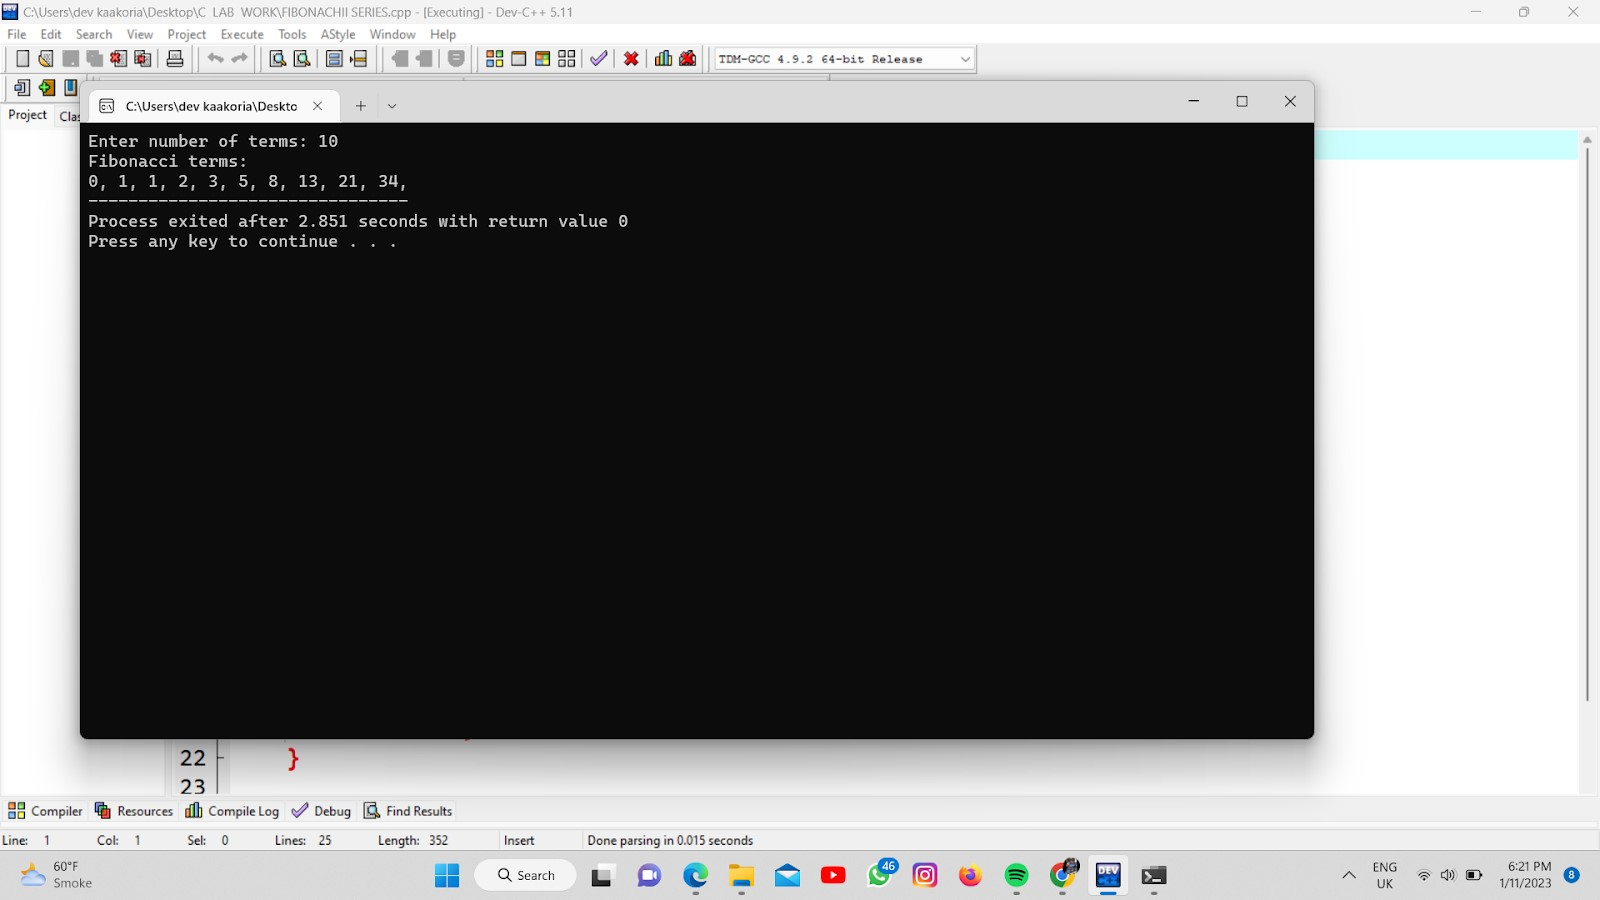 C:\Users\dev kaakoria\Desktop\C LAB WORK\FIBONACHII SERIES.cpp - [Executing] - Dev-C++ 5.11
File Edit Search View Project Execute Tools AStyle Window Help
TDM-GCC 4.9.2 64-bit Release
C:\Users\dev kaakoria\Deskto
Project Clas
Enter number of terms: 10
Fibonacci terms:
0, 1, 1, 2, 3, 5, 8, 13, 21, 34,
--------------------------------
Process exited after 2.851 seconds with return value 0
Press any key to continue . . .
22 }
23
Compiler Resources Compile Log Debug Find Results
Line: 1 Col: 1 Sel: 0 Lines: 25 Length: 352 Insert Done parsing in 0.015 seconds
60°F
Smoke
Search
46
DEV
ENG
UK
6:21 PM
1/11/2023
8